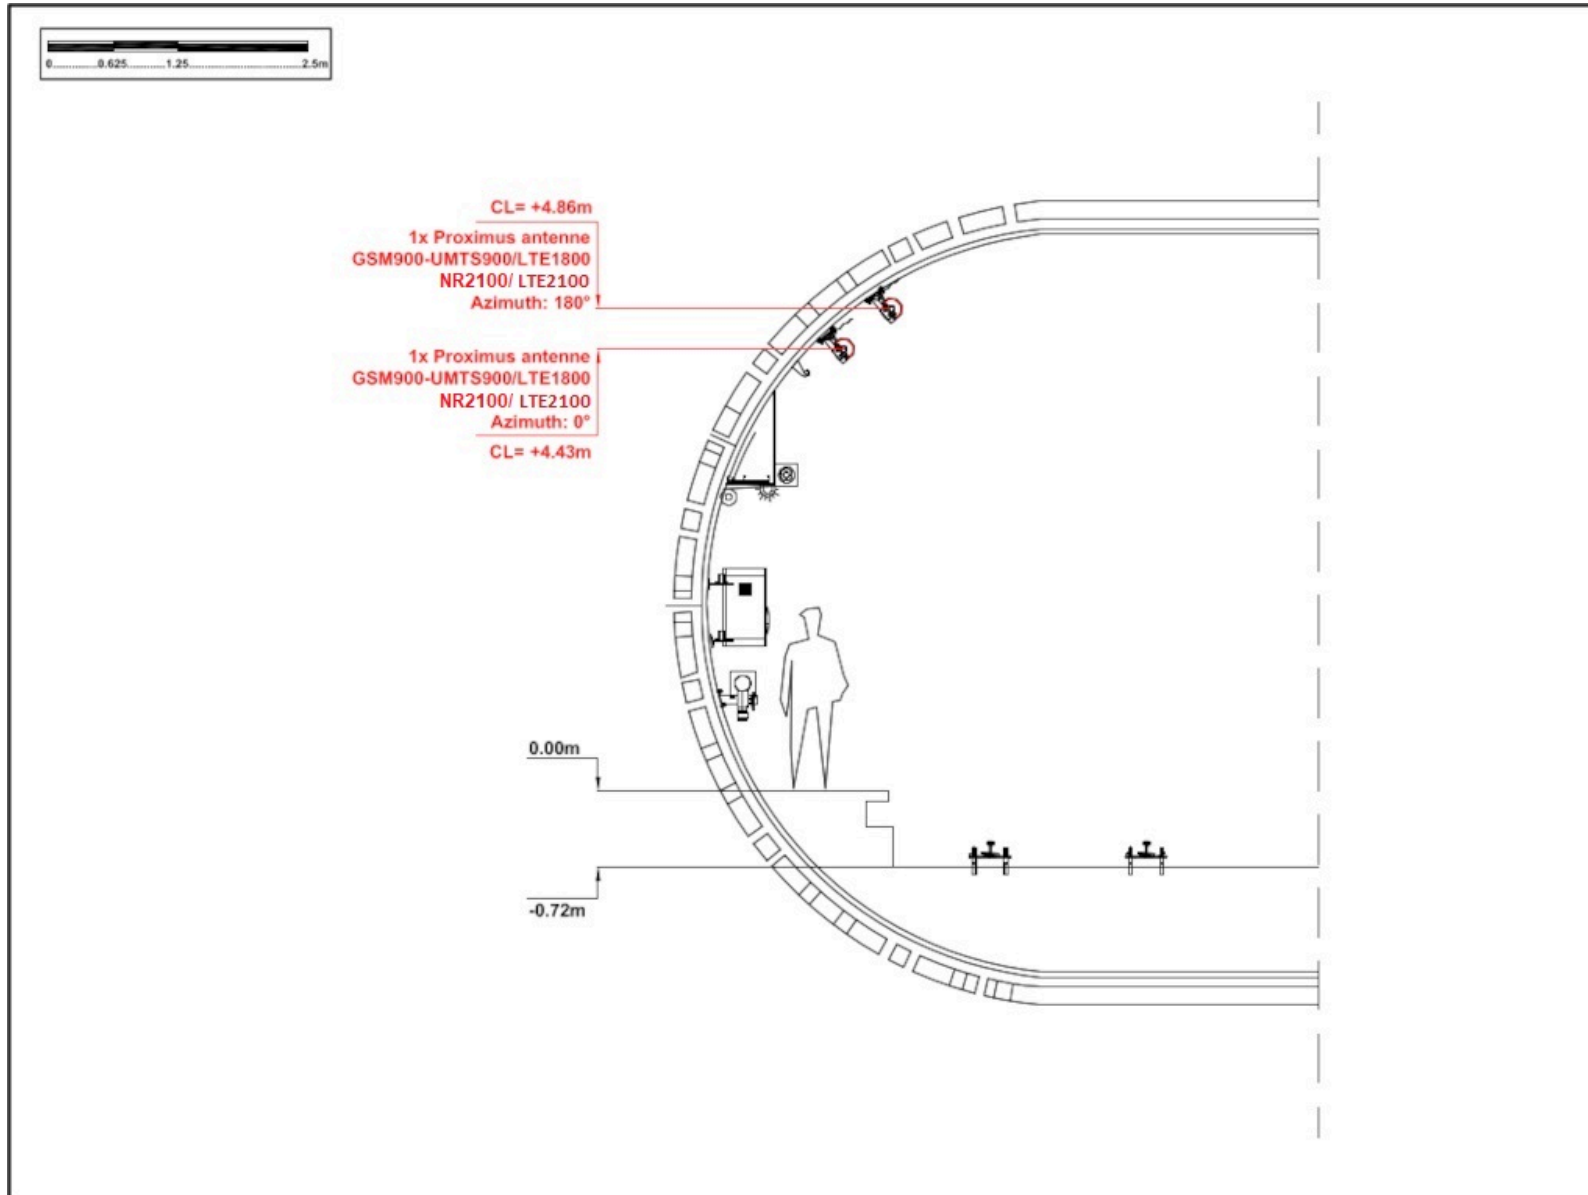 0............0.625............1.25..............................2.5m
CL= +4.86m
1x Proximus antenne
GSM900-UMTS900/LTE1800
NR2100/ LTE2100
Azimuth: 180°
1x Proximus antenne
GSM900-UMTS900/LTE1800
NR2100/ LTE2100
Azimuth: 0°
CL= +4.43m
0.00m
-0.72m